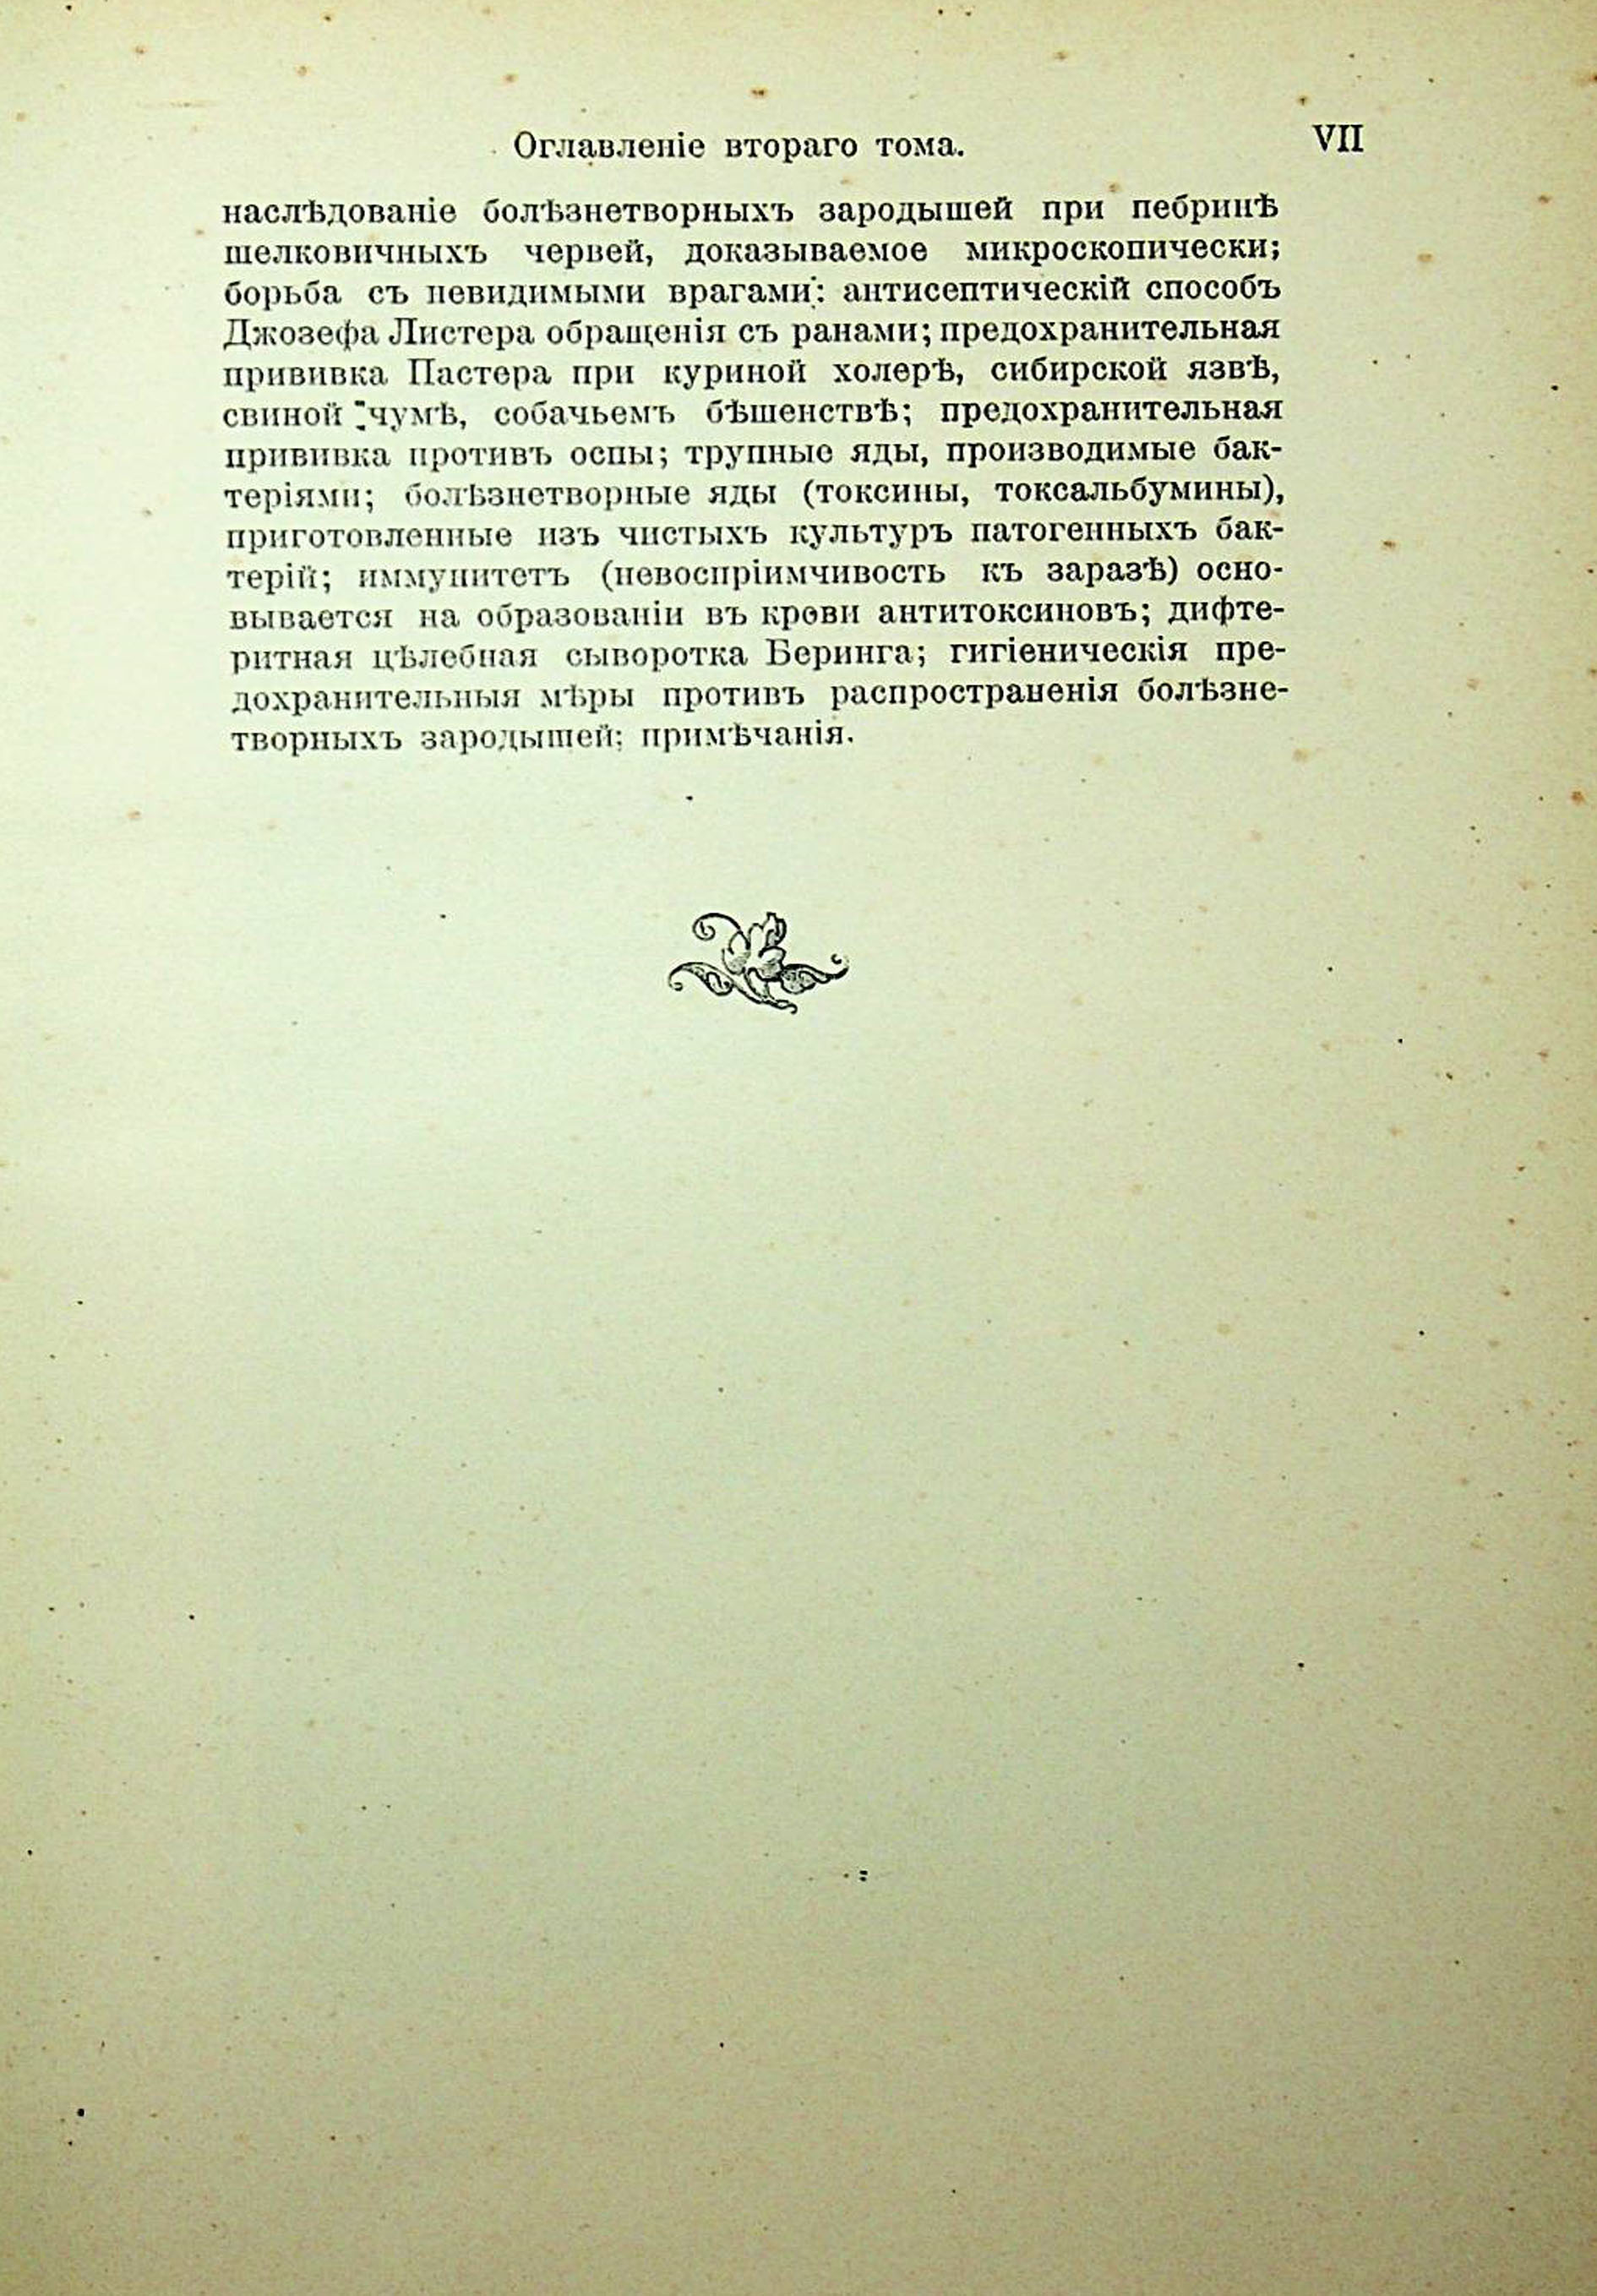 Оглавленіе втораго тома.
VII
наслѣдованіе болѣзнетворныхъ зародышей при пебринѣ
шелковичныхъ червей, доказываемое микроскопически;
борьба съ невидимыми врагами: антисептическій способъ
Джозефа Листера обращенія съ ранами; предохранительная
прививка Пастера при куриной холерѣ, сибирской язвѣ,
свиной чумѣ, собачьемъ бѣшенствѣ; предохранительная
прививка противъ оспы; трупные яды, производимые бак-
теріями; болѣзнетворные яды (токсины, токсальбумины),
приготовленные изъ чистыхъ культуръ патогенныхъ бак-
терій; иммунитетъ (невоспріимчивость къ заразѣ) осно-
вывается на образованіи въ крови антитоксиновъ; дифте-
ритная цѣлебная сыворотка Беринга; гигіеническія пре-
дохранительныя мѣры противъ распространенія болѣзне-
творныхъ зародышей; примѣчанія.